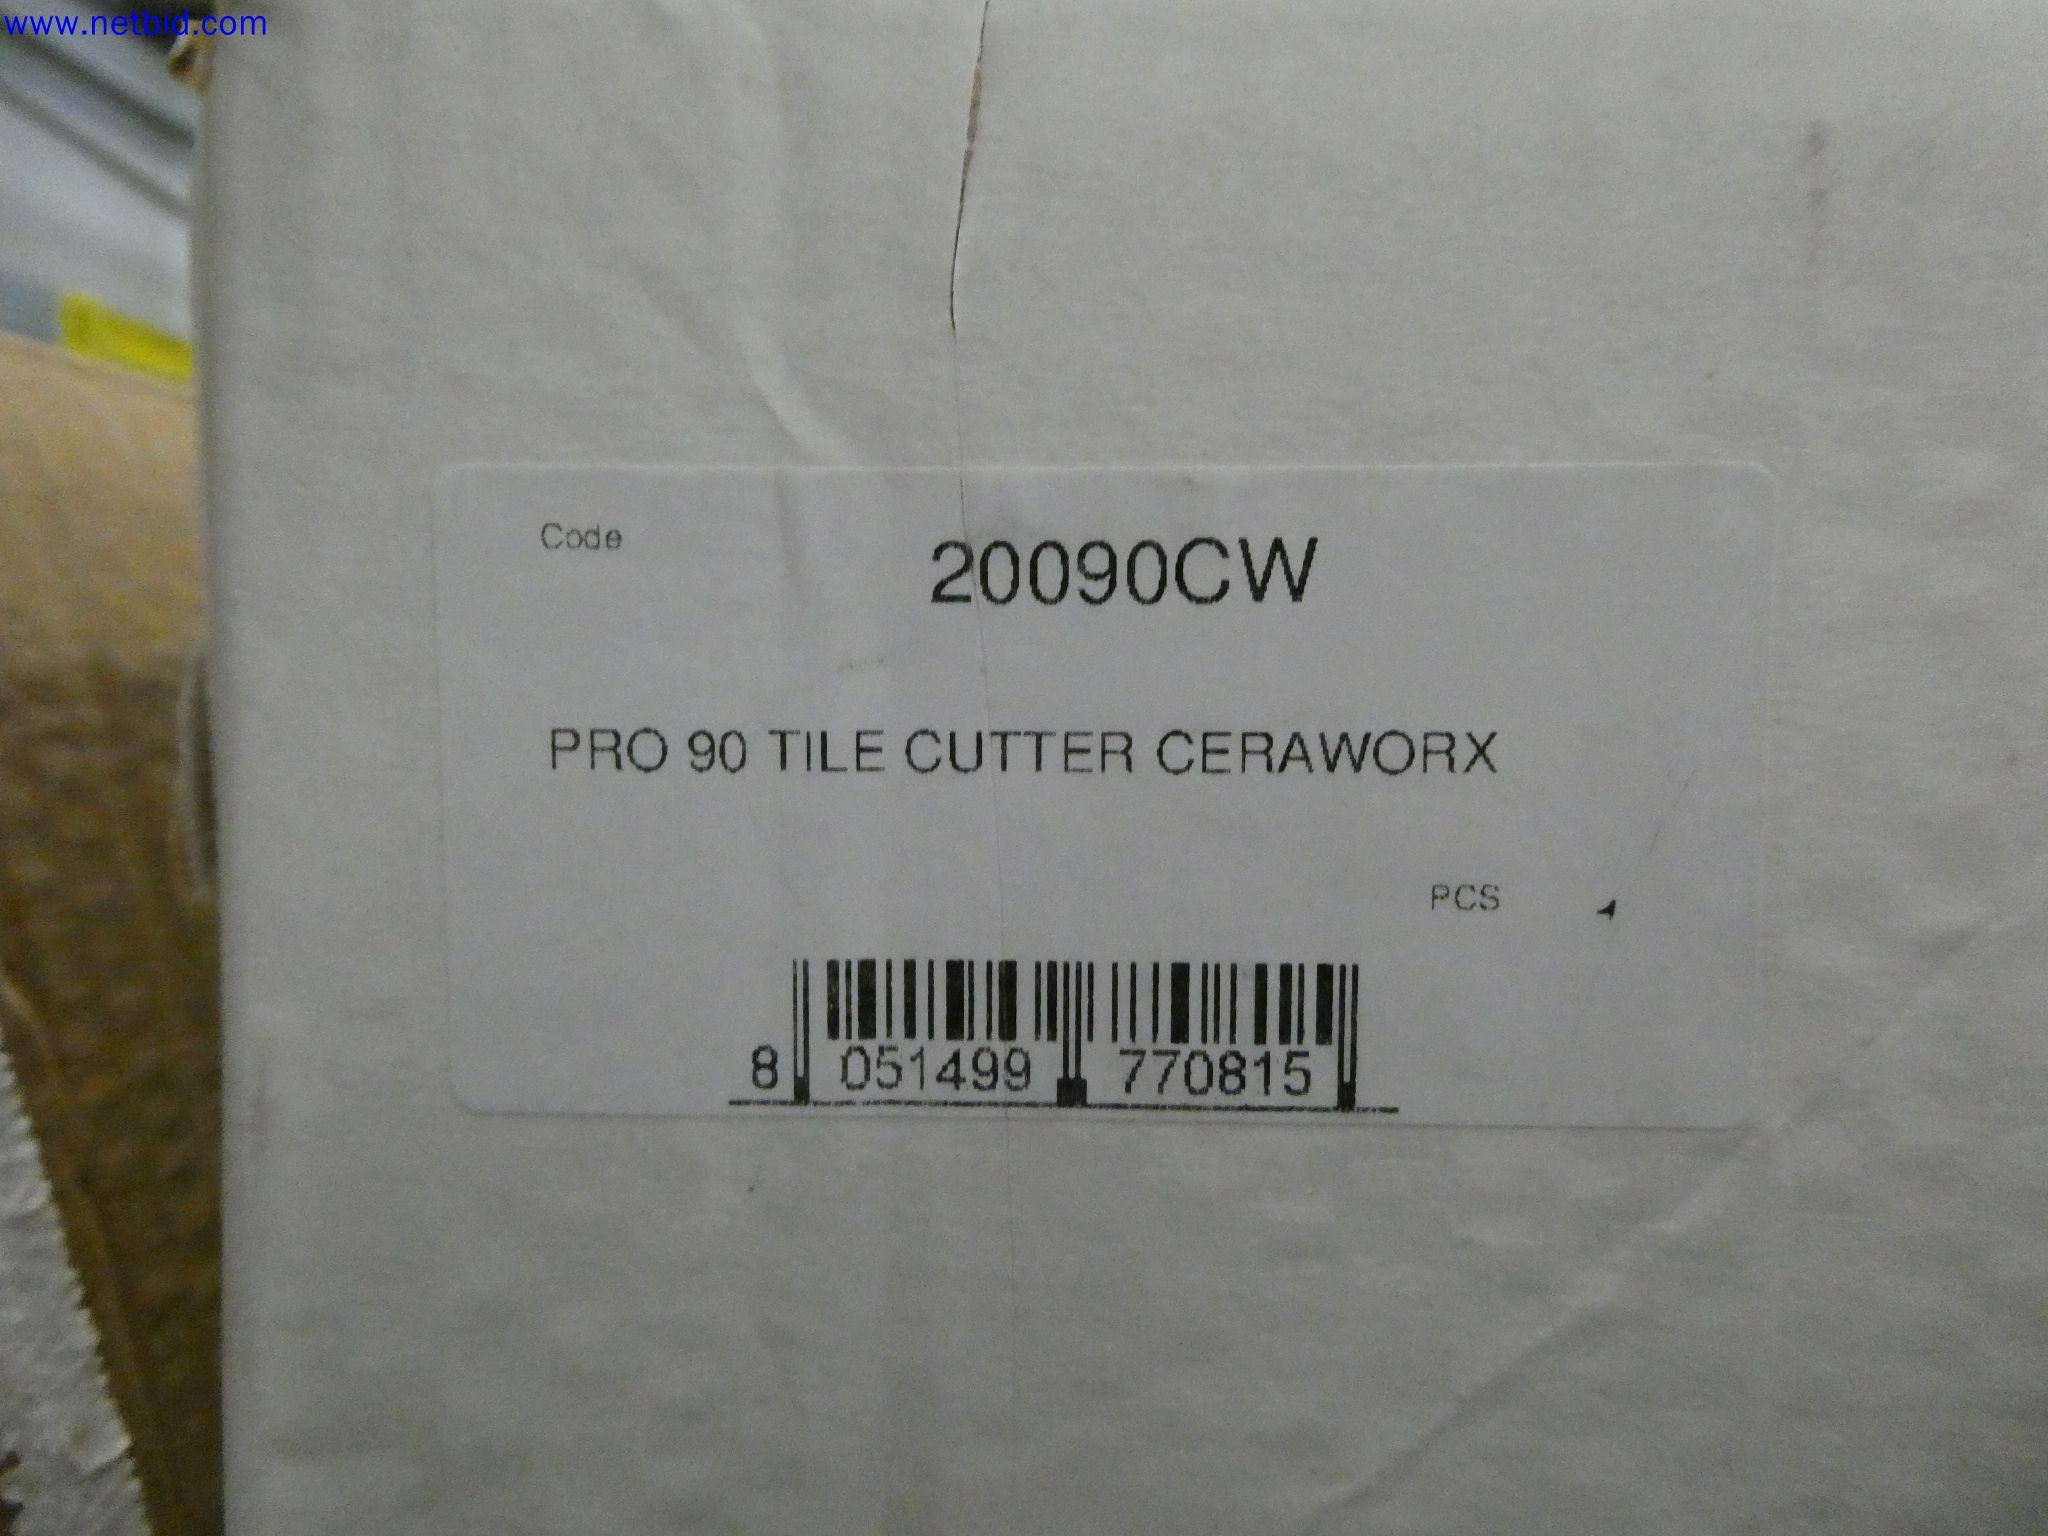 www.netbid.com
Code
20090CW
PRO 90 TILE CUTTER CERAWORX
PCS
8 051499 770815